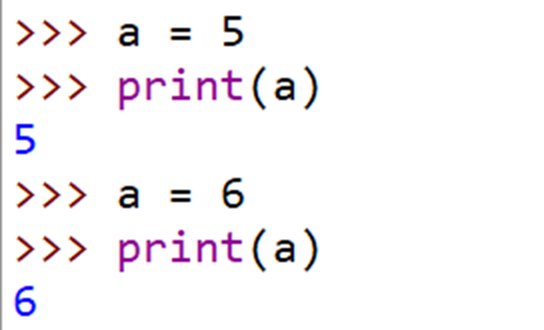 >>> a = 5
>>> print(a)
5
>>> a = 6
>>> print(a)
6